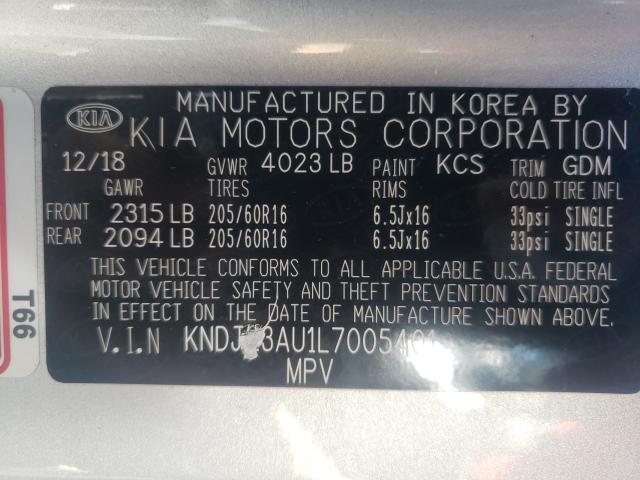 MANUFACTURED IN KOREA BY
KIA KIA MOTORS CORPORATION
12/18 GVWR 4023 LB PAINT KCS TRIM GDM
GAWR TIRES RIMS COLD TIRE INFL
FRONT 2315 LB 205/60R16 6.5Jx16 33psi SINGLE
REAR 2094 LB 205/60R16 6.5Jx16 33psi SINGLE
THIS VEHICLE CONFORMS TO ALL APPLICABLE U.S.A. FEDERAL
MOTOR VEHICLE SAFETY AND THEFT PREVENTION STANDARDS
IN EFFECT ON THE DATE OF MANUFACTURE SHOWN ABOVE.
V.I.N
MPV
T66